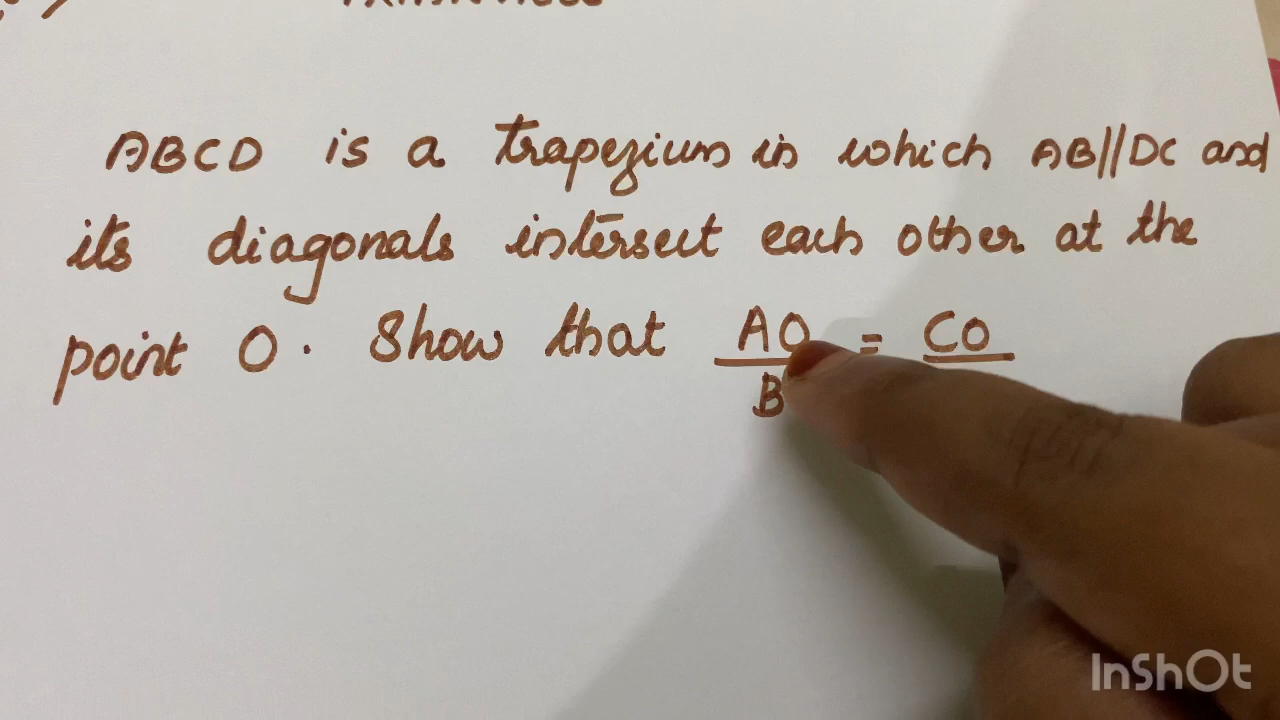 ABCD is a trapezium in which AB//DC and
its diagonals intersect each other at the
point O. Show that AO = CO
B
InShOt